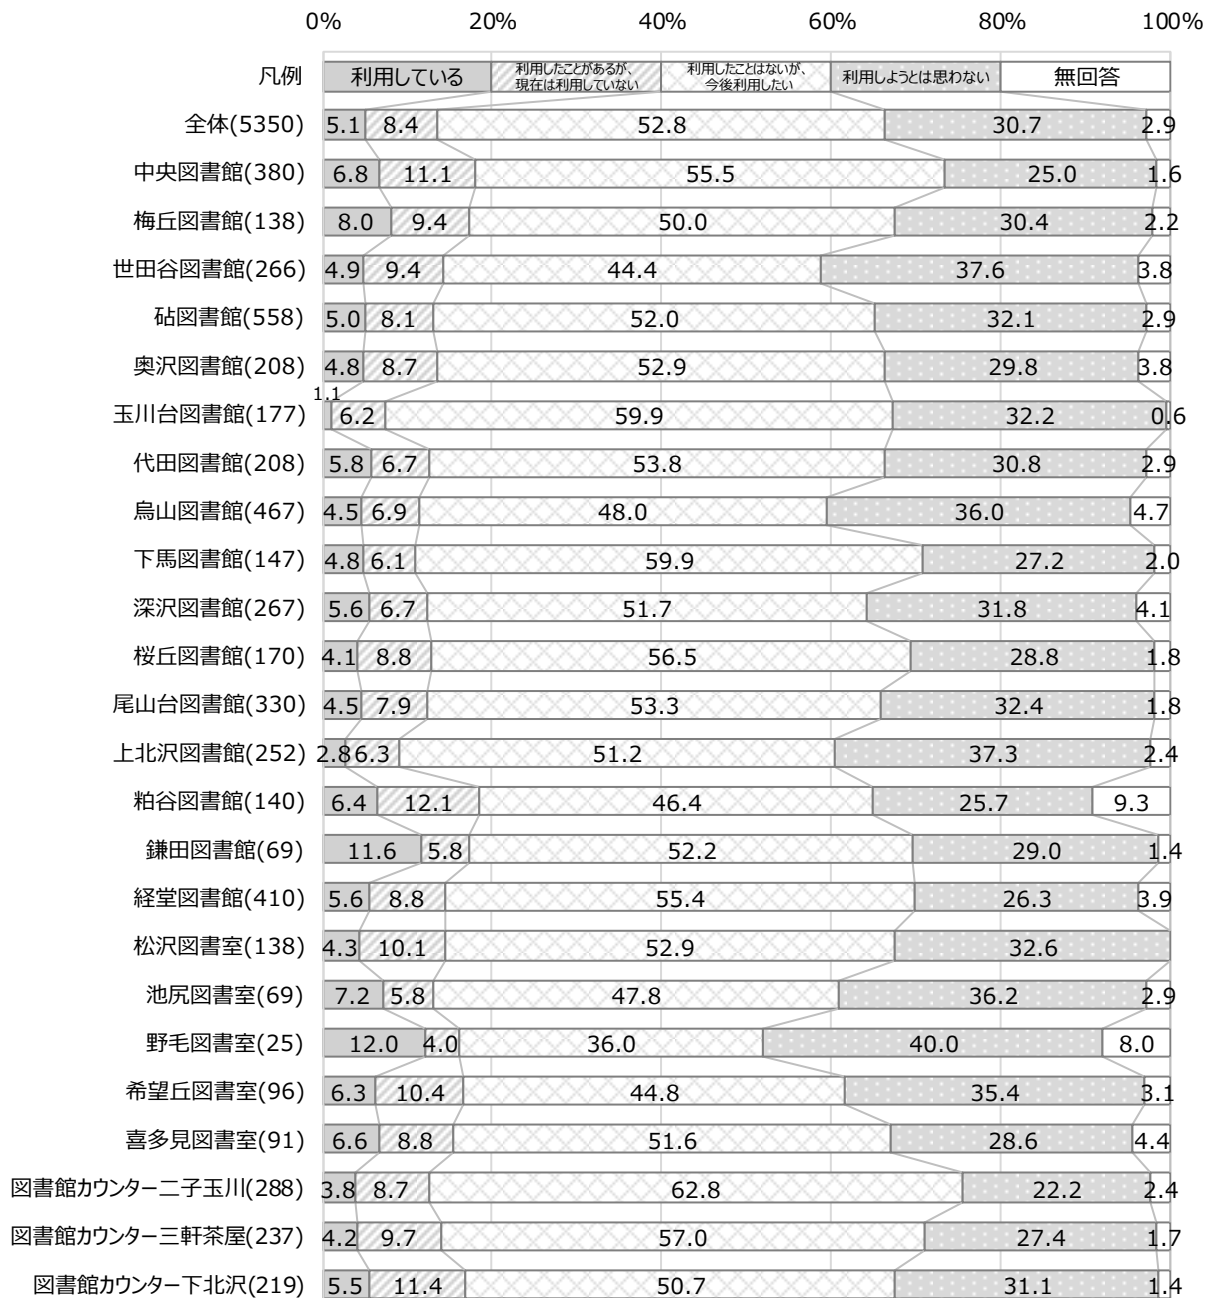 0% 20% 40% 60% 80% 100%
凡例 利用している 利用したことがあるが、 利用したことはないが、 利用しようとは思わない 無回答
現在は利用していない 今後利用したい
全体(5350) 5.1 8.4 52.8 30.7 2.9
中央図書館(380) 6.8 11.1 55.5 25.0 1.6
梅丘図書館(138) 8.0 9.4 50.0 30.4 2.2
世田谷図書館(266) 4.9 9.4 44.4 37.6 3.8
砧図書館(558) 5.0 8.1 52.0 32.1 2.9
奥沢図書館(208) 4.8 8.7 52.9 29.8 3.8
玉川台図書館(177) 1.1 6.2 59.9 32.2 0.6
代田図書館(208) 5.8 6.7 53.8 30.8 2.9
烏山図書館(467) 4.5 6.9 48.0 36.0 4.7
下馬図書館(147) 4.8 6.1 59.9 27.2 2.0
深沢図書館(267) 5.6 6.7 51.7 31.8 4.1
桜丘図書館(170) 4.1 8.8 56.5 28.8 1.8
尾山台図書館(330) 4.5 7.9 53.3 32.4 1.8
上北沢図書館(252) 2.8 6.3 51.2 37.3 2.4
粕谷図書館(140) 6.4 12.1 46.4 25.7 9.3
鎌田図書館(69) 11.6 5.8 52.2 29.0 1.4
経堂図書館(410) 5.6 8.8 55.4 26.3 3.9
松沢図書室(138) 4.3 10.1 52.9 32.6
池尻図書室(69) 7.2 5.8 47.8 36.2 2.9
野毛図書室(25) 12.0 4.0 36.0 40.0 8.0
希望丘図書室(96) 6.3 10.4 44.8 35.4 3.1
喜多見図書室(91) 6.6 8.8 51.6 28.6 4.4
図書館カウンター二子玉川(288) 3.8 8.7 62.8 22.2 2.4
図書館カウンター三軒茶屋(237) 4.2 9.7 57.0 27.4 1.7
図書館カウンター下北沢(219) 5.5 11.4 50.7 31.1 1.4